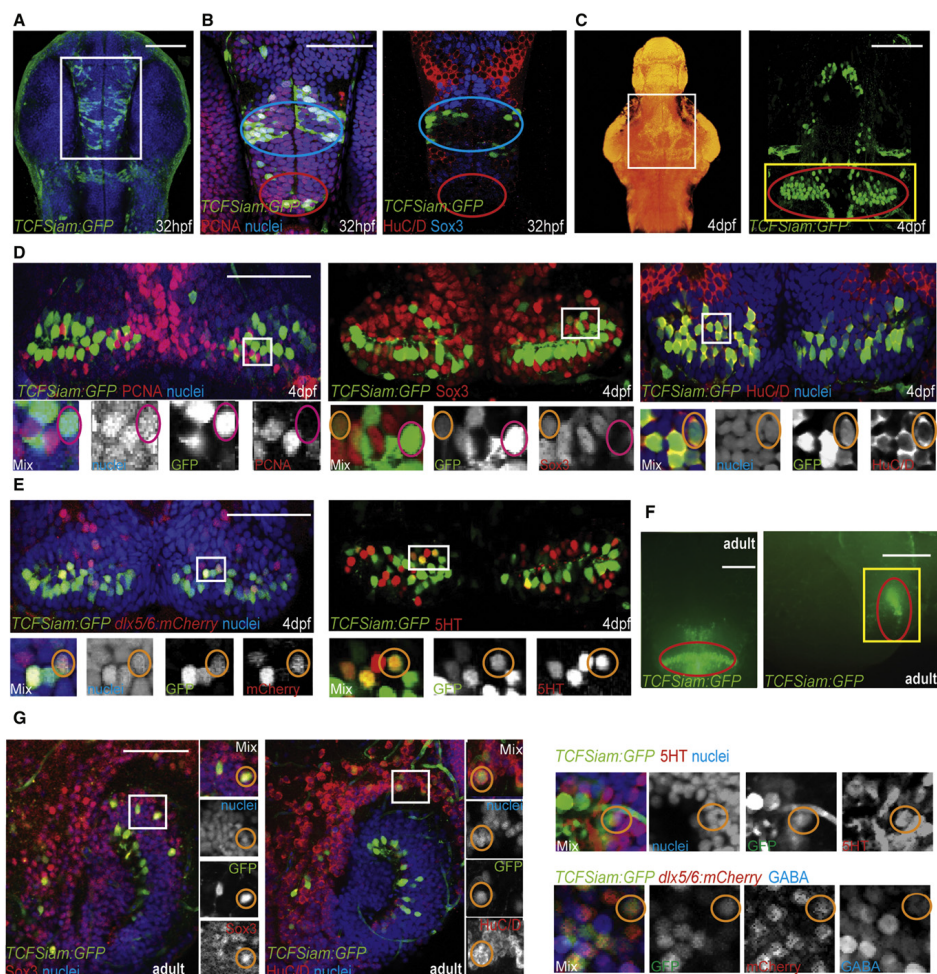 A
B
C
TCFSiam:GFP
32hpf
TCFSiam:GFP
PCNA nuclei
32hpf
TCFSiam:GFP
HuC/D Sox3
32hpf
4dpf
TCFSiam:GFP
4dpf
D
TCFSiam:GFP PCNA nuclei
4dpf
TCFSiam:GFP Sox3
4dpf
TCFSiam:GFP HuC/D nuclei
4dpf
Mix
nuclei
GFP
PCNA
Mix
GFP
Sox3
Mix
nuclei
GFP
HuC/D
E
TCFSiam:GFP dlx5/6:mCherry nuclei
4dpf
TCFSiam:GFP 5HT
4dpf
Mix
nuclei
GFP
mCherry
Mix
GFP
5HT
F
adult
TCFSiam:GFP
TCFSiam:GFP
adult
G
Mix
nuclei
GFP
Sox3
TCFSiam:GFP
Sox3 nuclei
adult
Mix
nuclei
GFP
HuC/D
TCFSiam:GFP
HuC/D nuclei
adult
TCFSiam:GFP 5HT nuclei
Mix
nuclei
GFP
5HT
TCFSiam:GFP dlx5/6:mCherry GABA
Mix
GFP
mCherry
GABA